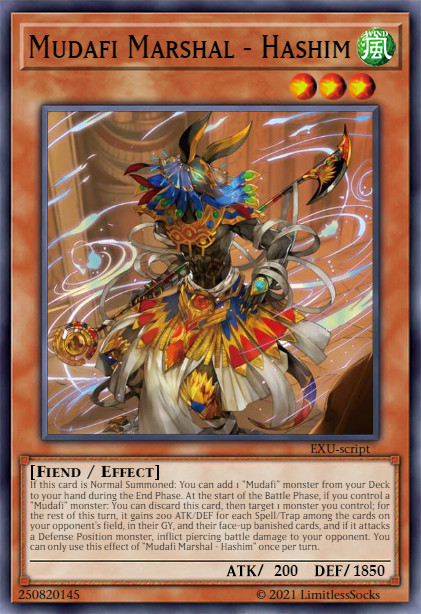 Mudafi Marshal - Hashim
WIND
風
EXU-script
[Fiend / Effect]
If this card is Normal Summoned: You can add 1 "Mudafi" monster from your Deck
to your hand during the End Phase. At the start of the Battle Phase, if you control a
"Mudafi" monster: You can discard this card, then target 1 monster you control; for
the rest of this turn, it gains 200 ATK/DEF for each Spell/Trap among the cards on
your opponent's field, in their GY, and their face-up banished cards, and if it attacks
a Defense Position monster, inflict piercing battle damage to your opponent. You
can only use this effect of "Mudafi Marshal - Hashim" once per turn.
ATK/ 200 DEF/1850
250820145 © 2021 LimitlessSocks